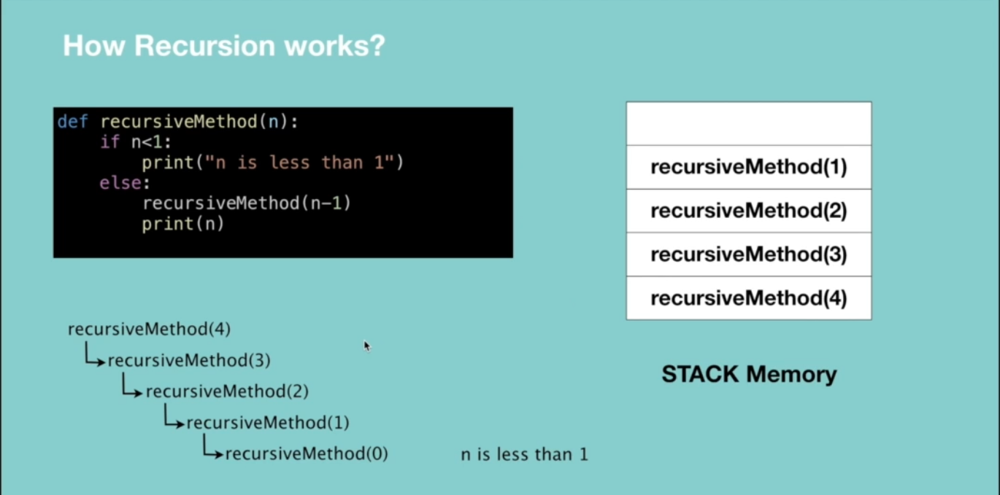 How Recursion works?
def recursiveMethod(n):
    if n<1:
        print("n is less than 1")
    else:
        recursiveMethod(n-1)
        print(n)
recursiveMethod(1)
recursiveMethod(2)
recursiveMethod(3)
recursiveMethod(4)
STACK Memory
recursiveMethod(4)
recursiveMethod(3)
recursiveMethod(2)
recursiveMethod(1)
recursiveMethod(0) n is less than 1